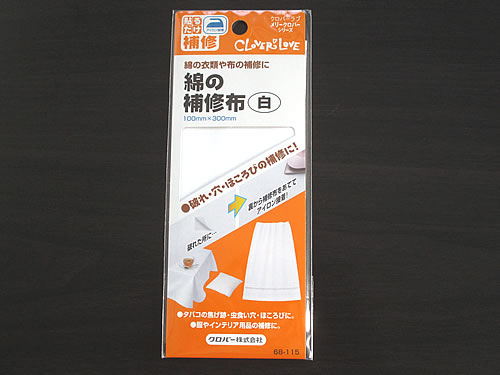 貼るだけ
補修
CLOVER LOVE
クロバーラブ
メリークロバー
シリーズ
綿の衣類や布の補修に
綿の
補修布 白
100mm×300mm
●破れ・穴・ほころびの補修に!
破れた所に…
裏から補修布をあてて
アイロン接着!
●タバコの焦げ跡・虫食い穴・ほころびに。
●服やインテリア用品の補修に。
クロバー株式会社
68-115